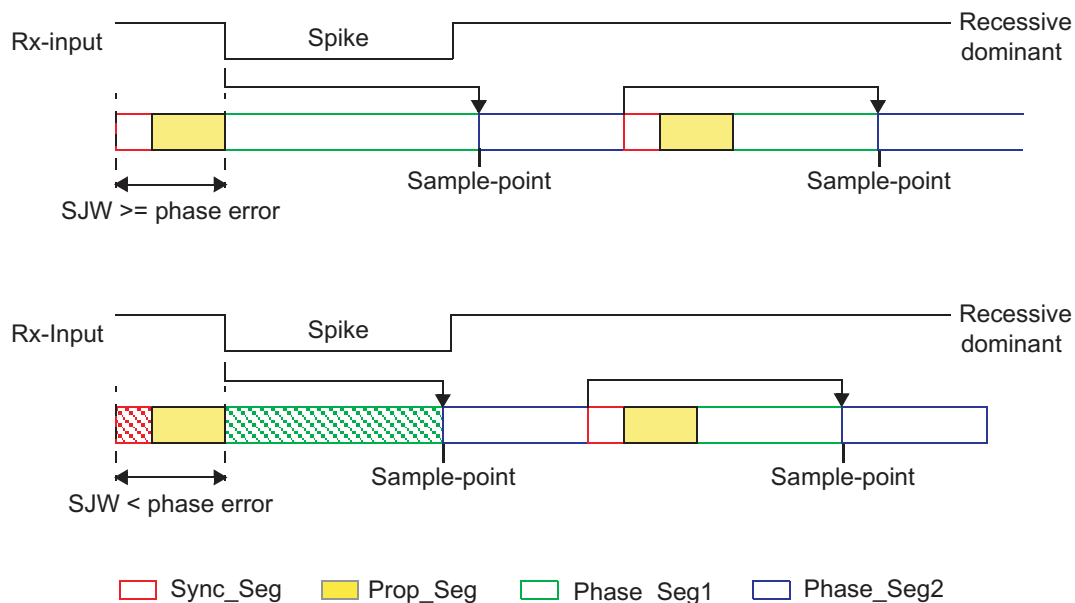 Rx-input
Spike
Recessive
dominant
Sample-point
Sample-point
SJW >= phase error
Rx-Input
Spike
Recessive
dominant
Sample-point
Sample-point
SJW < phase error
Sync_Seg
Prop_Seg
Phase_Seg1
Phase_Seg2